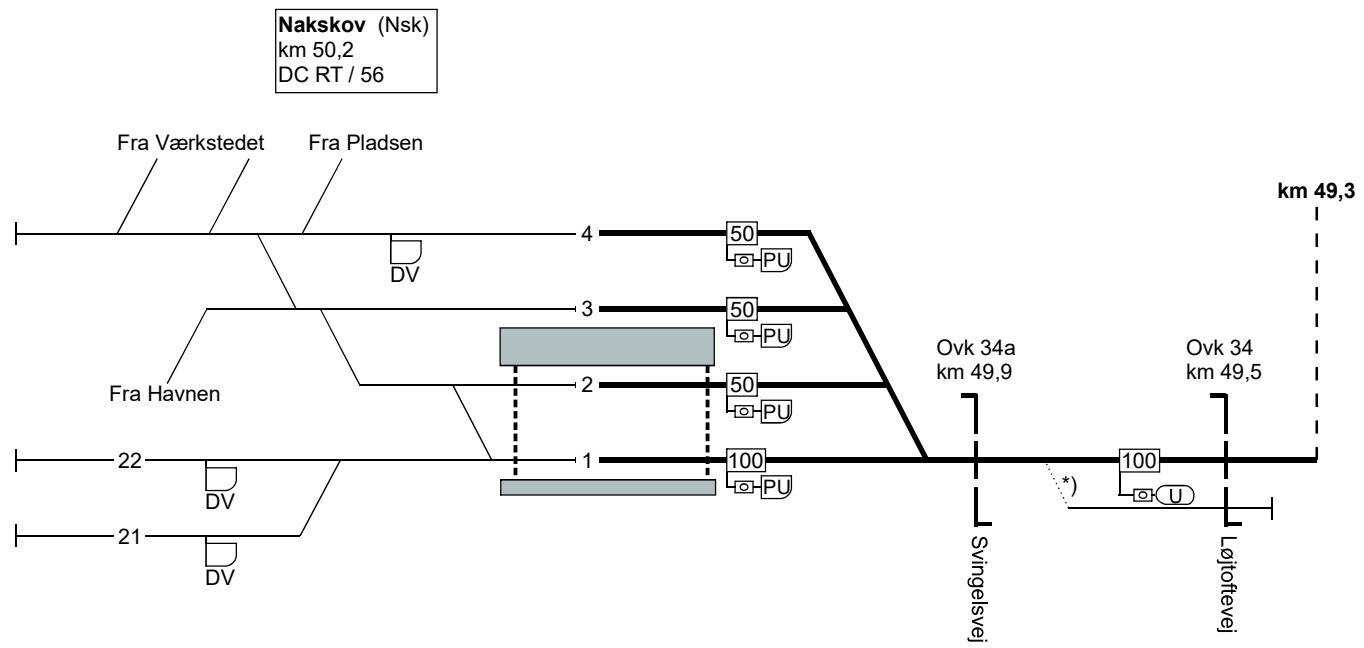 Nakskov (Nsk)
km 50,2
DC RT / 56
Fra Værkstedet
Fra Pladsen
km 49,3
4
50
PU
DV
3
50
PU
Ovk 34a
km 49,9
Ovk 34
km 49,5
Fra Havnen
2
50
PU
22
DV
1
100
PU
*)
100
U
21
DV
Svingelsvej
Løjtoftevej